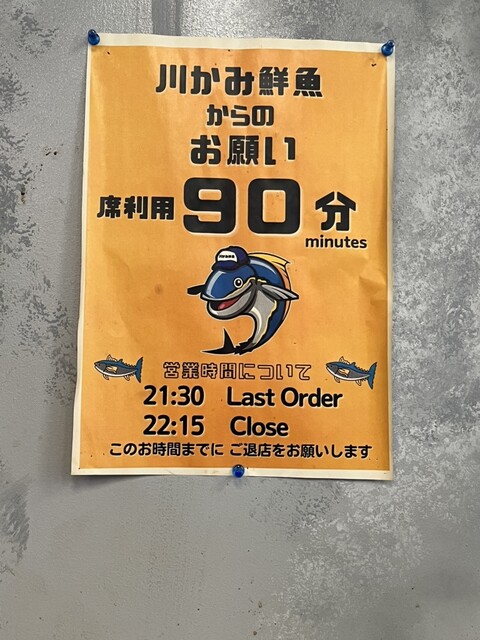 川かみ鮮魚
からの
お願い
席利用90分
minutes
営業時間について
21:30 Last Order
22:15 Close
このお時間までに ご退店をお願いします